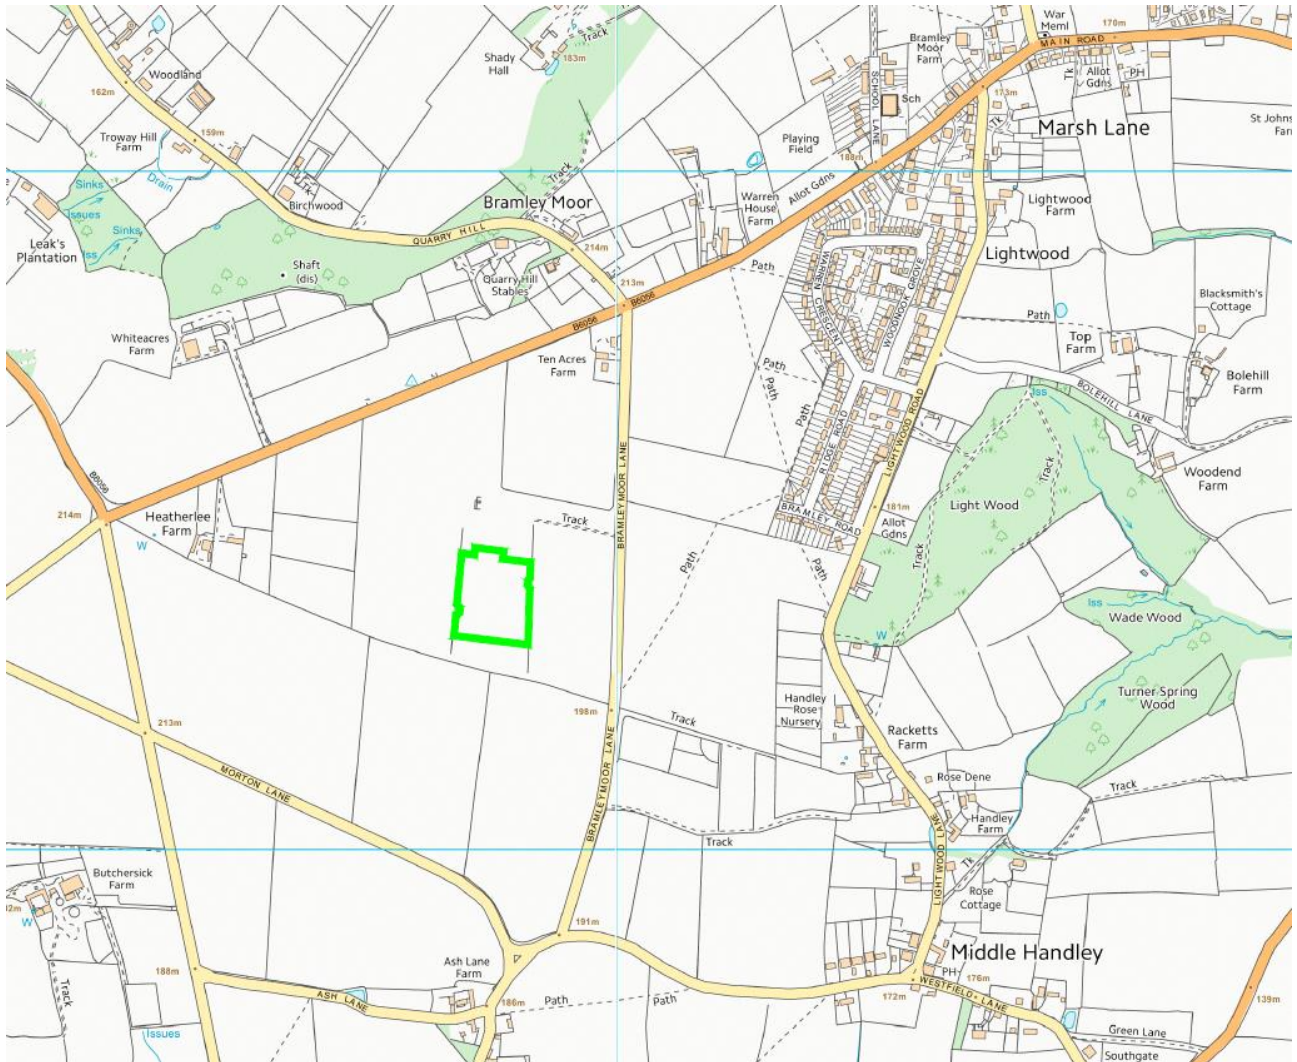 War
Meml
170m
MAIN ROAD
Track
Shady
Hall
183m
Bramley
Moor
Farm
Tk
Allot
Gdns
PH
Woodland
162m
SCHOOL LANE
Sch
173m
Tk
Marsh Lane
St Johns
Farm
159m
Troway Hill
Farm
Playing
Field
188m
Drain
Sinks
Issues
Tk
Birchwood
Track
Bramley Moor
Allot Gdns
Warren
House
Farm
Lightwood
Farm
Leak's
Plantation
Sinks
Iss
QUARRY HILL
214m
Lightwood
Shaft
(dis)
Quarry Hill
Stables
213m
B6056
Path
WARREN CRESCENT
WOODNOOK GROVE
Blacksmith's
Cottage
Whiteacres
Farm
B6056
Path
Top
Farm
Ten Acres
Farm
Path
Path
Path
Bolehill
Farm
Iss
BOLEHILL LANE
RIDGE ROAD
LIGHTWOOD ROAD
B6056
BRAMLEYMOOR LANE
Track
Woodend
Farm
214m
Heatherlee
Farm
W
Track
BRAMLEY ROAD
181m
Allot
Gdns
Light Wood
Track
Path
Path
Iss
Wade Wood
W
Turner Spring
Wood
Handley
Rose
Nursery
198m
Track
213m
Racketts
Farm
MORTON LANE
BRAMLEYMOOR LANE
Rose Dene
Track
Handley
Farm
Track
LIGHTWOOD LANE
Tk
Butchersick
Farm
Rose
Cottage
W
191m
Middle Handley
188m
Ash Lane
Farm
PH
176m
Track
ASH LANE
186m
Path
Path
172m
WESTFIELD LANE
139m
Issues
Green Lane
Southgate